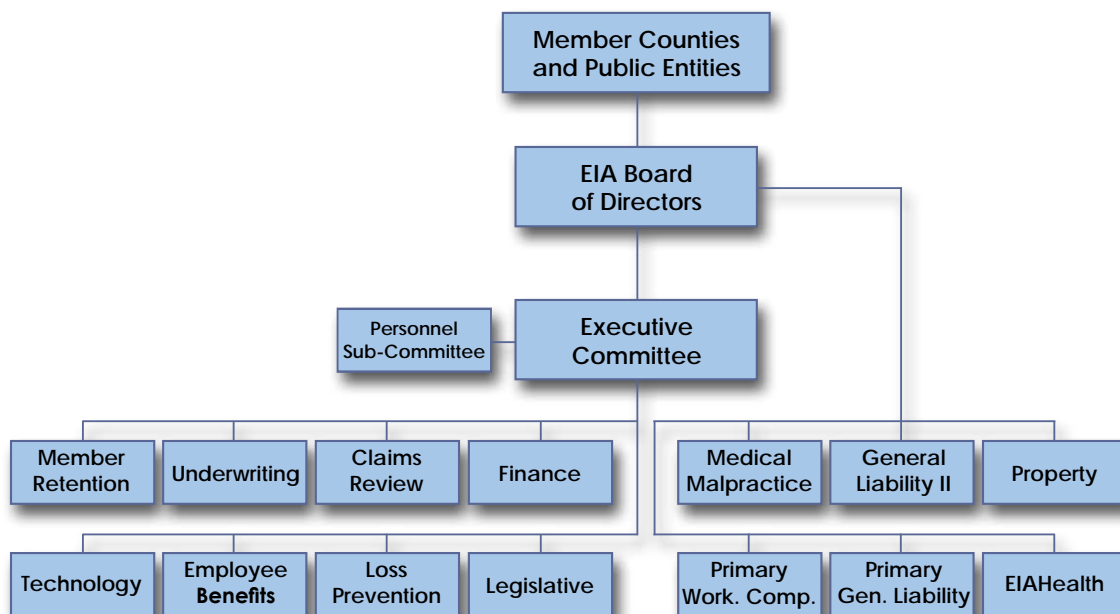 Member Counties
and Public Entities
EIA Board
of Directors
Personnel
Sub-Committee
Executive
Committee
Member
Retention
Underwriting
Claims
Review
Finance
Medical
Malpractice
General
Liability II
Property
Technology
Employee
Benefits
Loss
Prevention
Legislative
Primary
Work. Comp.
Primary
Gen. Liability
EIAHealth